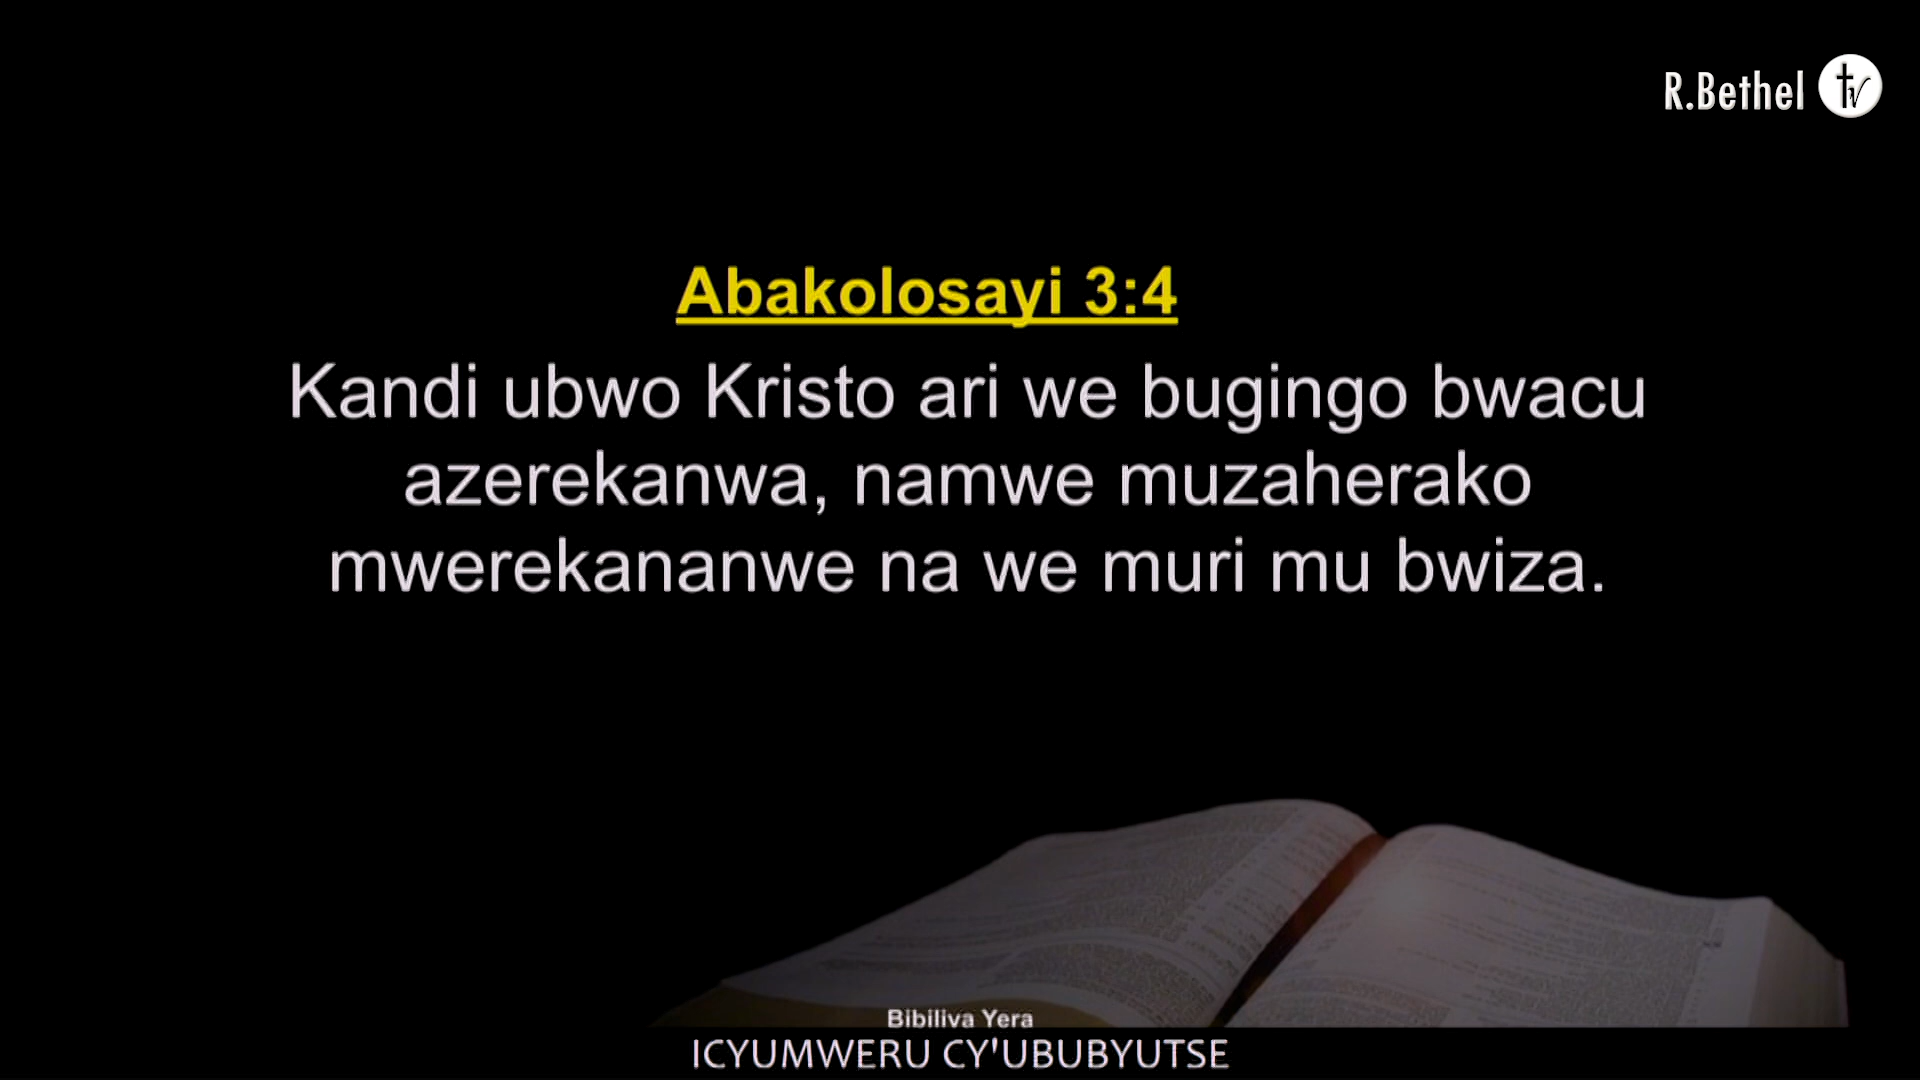 R.Bethel tv
Abakolosayi 3:4
Kandi ubwo Kristo ari we bugingo bwacu
azerekanwa, namwe muzaherako
mwerekananwe na we muri mu bwiza.
Bibiliya Yera
ICYUMWERU CY'UBUBYUTSE